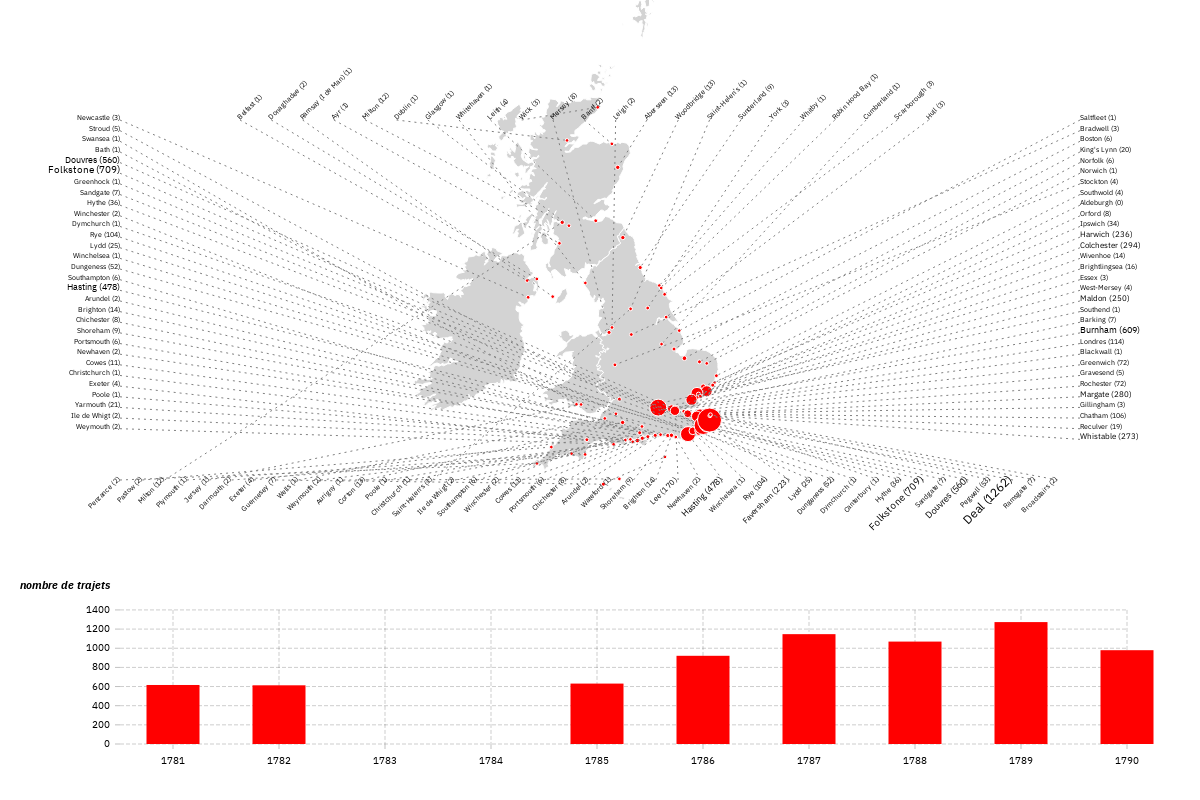 Belfast (1)
Donaghadee (2)
Ramsay (I de Man) (1)
Ayr (1)
Milton (12)
Dublin (1)
Glasgow (1)
Whitehaven (1)
Leith (4)
Wick (3)
Mersey (8)
Banff (2)
Leigh (2)
Aberdeen (13)
Woodbridge (13)
Saint-Helen's (1)
Sunderland (9)
York (3)
Whitby (1)
Robin Hood Bay (1)
Cumberland (1)
Scarborough (3)
Hull (3)
Newcastle (3)
Stroud (5)
Swansea (1)
Bath (1)
Douvres (560)
Folkstone (709)
Greenhock (1)
Sandgate (7)
Hythe (36)
Winchester (2)
Dymchurch (1)
Rye (104)
Lydd (25)
Winchelsea (1)
Dungeness (52)
Southampton (6)
Hasting (478)
Arundel (2)
Brighton (14)
Chichester (8)
Shoreham (9)
Portsmouth (6)
Newhaven (2)
Cowes (11)
Christchurch (1)
Exeter (4)
Poole (1)
Yarmouth (21)
Ile de Whigt (2)
Weymouth (2)
Saltfleet (1)
Bradwell (3)
Boston (6)
King's Lynn (20)
Norfolk (6)
Norwich (1)
Stockton (4)
Southwold (4)
Aldeburgh (0)
Orford (8)
Ipswich (34)
Harwich (236)
Colchester (294)
Wivenhoe (14)
Brightlingsea (16)
Essex (3)
West-Mersey (4)
Maldon (250)
Southend (1)
Barking (7)
Burnham (609)
Londres (114)
Blackwall (1)
Greenwich (72)
Gravesend (5)
Rochester (72)
Margate (280)
Gillingham (3)
Chatham (106)
Reculver (19)
Whistable (273)
Penzance (2)
Padstow (2)
Milton (12)
Plymouth (1)
Jersey (11)
Darmouth (2)
Exeter (4)
Guernesey (7)
Wells (1)
Weymouth (2)
Aurigny (1)
Poole (1)
Christchurch (1)
Saint-Helen's (1)
Ile de Whigt (2)
Southampton (6)
Winchester (2)
Cowes (11)
Portsmouth (6)
Chichester (8)
Arundel (2)
Shoreham (9)
Brighton (14)
Lee (170)
Newhaven (2)
Hasting (478)
Winchelsea (1)
Rye (104)
Faversham (223)
Lydd (25)
Dungeness (52)
Dymchurch (1)
Canterbury (1)
Hythe (36)
Folkstone (709)
Sandgate (7)
Douvres (560)
Pegwell (53)
Deal (1262)
Ramsgate (7)
Broadstairs (2)
nombre de trajets
1400
1200
1000
800
600
400
200
0
1781 1782 1783 1784 1785 1786 1787 1788 1789 1790